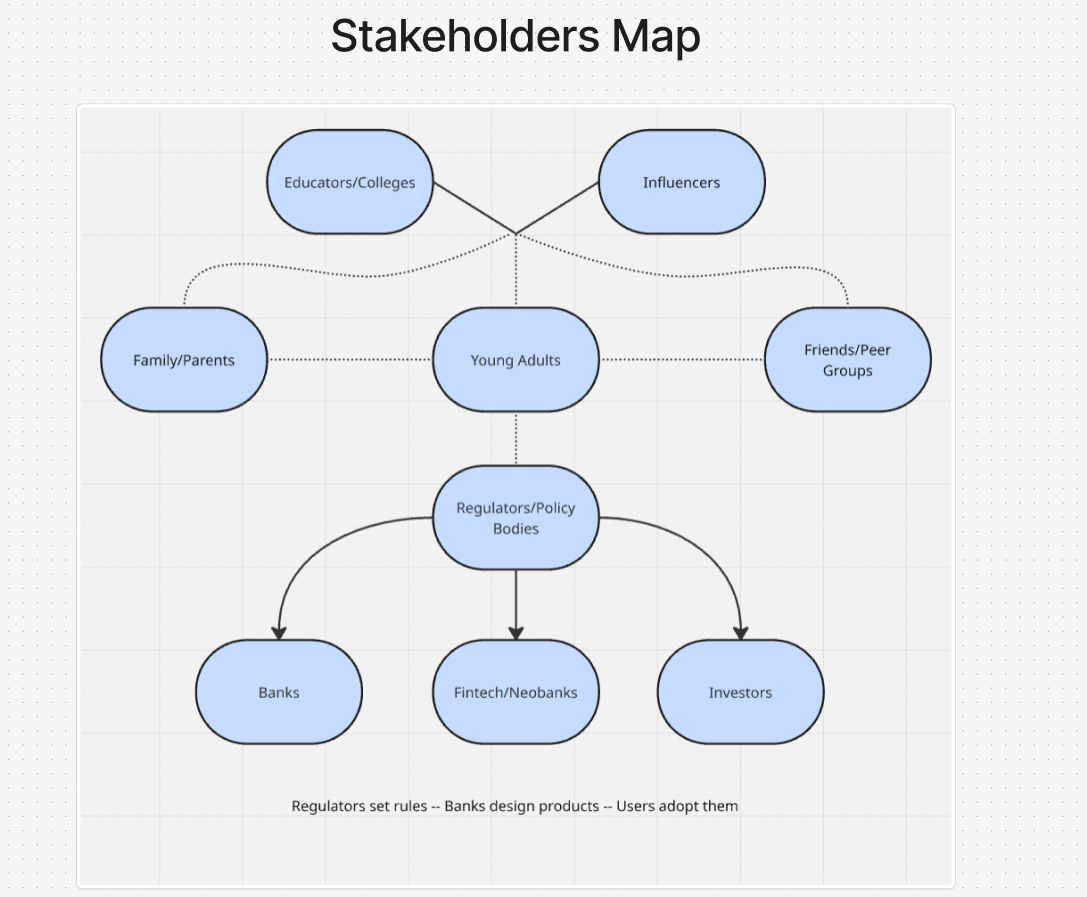 Stakeholders Map
Educators/Colleges
Influencers
Family/Parents
Young Adults
Friends/Peer
Groups
Regulators/Policy
Bodies
Banks
Fintech/Neobanks
Investors
Regulators set rules -- Banks design products -- Users adopt them